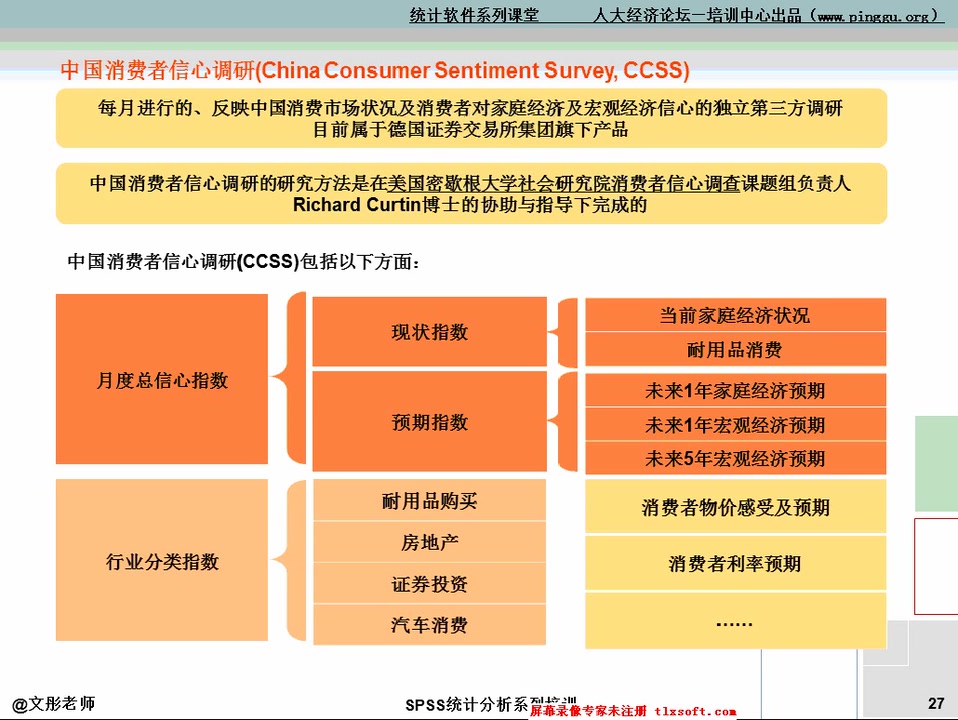 统计软件系列课堂 人大经济论坛—培训中心出品（www.pinggu.org）
中国消费者信心调研(China Consumer Sentiment Survey, CCSS)
每月进行的、反映中国消费市场状况及消费者对家庭经济及宏观经济信心的独立第三方调研
目前属于德国证券交易所集团旗下产品
中国消费者信心调研的研究方法是在美国密歇根大学社会研究院消费者信心调查课题组负责人
Richard Curtin博士的协助与指导下完成的
中国消费者信心调研(CCSS)包括以下方面：
月度总信心指数
现状指数
当前家庭经济状况
耐用品消费
预期指数
未来1年家庭经济预期
未来1年宏观经济预期
未来5年宏观经济预期
行业分类指数
耐用品购买
房地产
证券投资
汽车消费
消费者物价感受及预期
消费者利率预期
……
@文彤老师
SPSS统计分析系列培训
27
屏幕录像专家未注册 tlxsoft.com